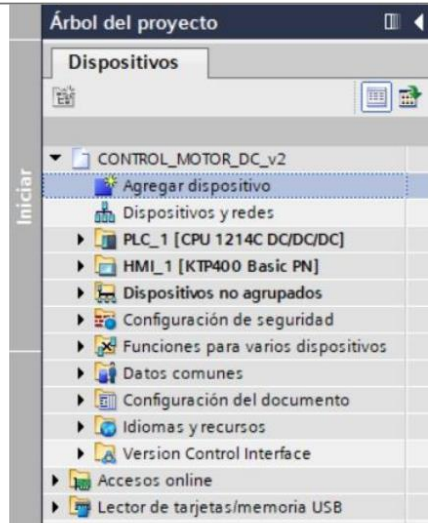 Árbol del proyecto
Dispositivos
Iniciar
CONTROL_MOTOR_DC_v2
Agregar dispositivo
Dispositivos y redes
PLC_1 [CPU 1214C DC/DC/DC]
HMI_1 [KTP400 Basic PN]
Dispositivos no agrupados
Configuración de seguridad
Funciones para varios dispositivos
Datos comunes
Configuración del documento
Idiomas y recursos
Version Control Interface
Accesos online
Lector de tarjetas/memoria USB